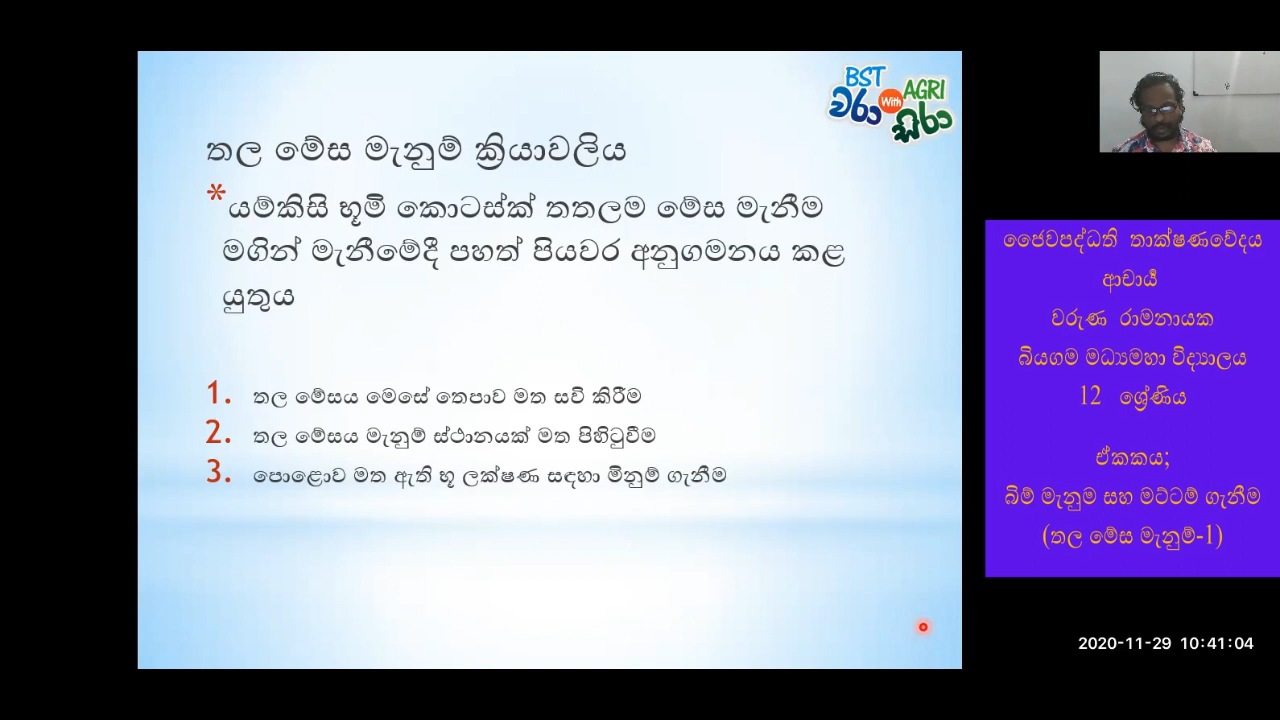 BST
AGRI
වරා With සිරා
තල මේස මැනුම් ක්‍රියාවලිය
*යම්කිසි භූමි කොටස්ක් තතලම මේස මැනීම
මගින් මැනීමේදී පහත් පියවර අනුගමනය කළ
යුතුය
1. තල මේසය මෙසේ තෙපාව මත සවි කිරීම
2. තල මේසය මැනුම් ස්ථානයක් මත පිහිටුවීම
3. පොළොව මත ඇති භූ ලක්ෂණ සඳහා මිනුම් ගැනීම
ජෛවපද්ධති තාක්ෂණවේදය
ආචාර්‍ය
වරුණ රාමනායක
බියගම මධ්‍යමහා විද්‍යාලය
12 ශ්‍රේණිය
ඒකකය;
බිම් මැනුම සහ මට්ටම් ගැනීම
(තල මේස මැනුම්-1)
2020-11-29 10:41:04